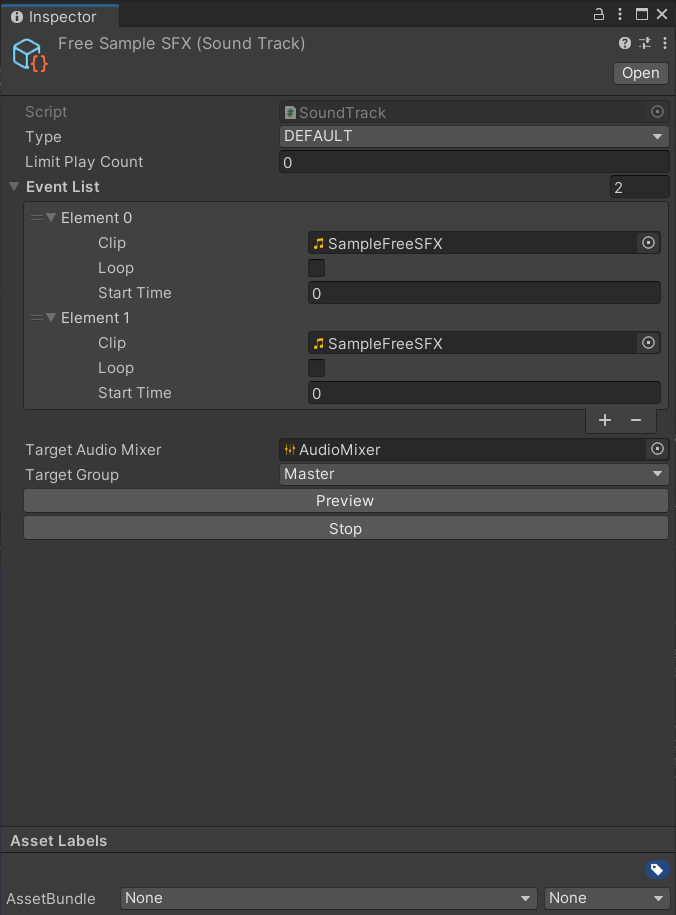 Inspector
Free Sample SFX (Sound Track)
Open
Script SoundTrack
Type DEFAULT
Limit Play Count 0
Event List 2
Element 0
Clip SampleFreeSFX
Loop
Start Time 0
Element 1
Clip SampleFreeSFX
Loop
Start Time 0
Target Audio Mixer AudioMixer
Target Group Master
Preview
Stop
Asset Labels
AssetBundle None None